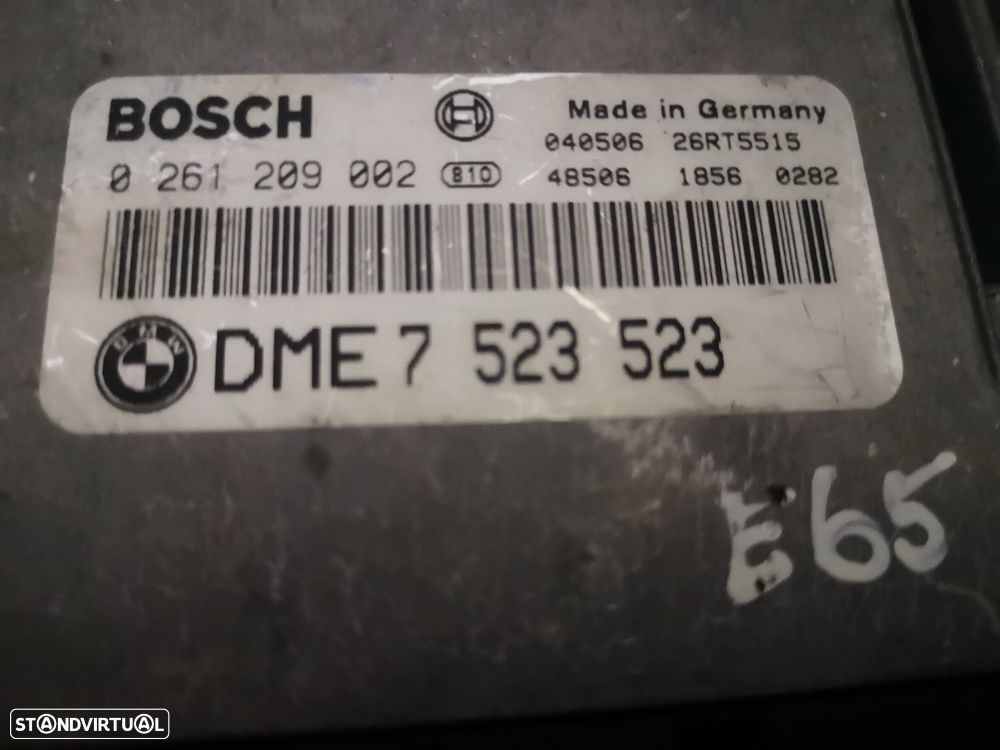 BOSCH
Made in Germany
040506 26RT5515
0 261 209 002 810
48506 1856 0282
BMW
DME 7 523 523
E65
STANDVIRTUAL